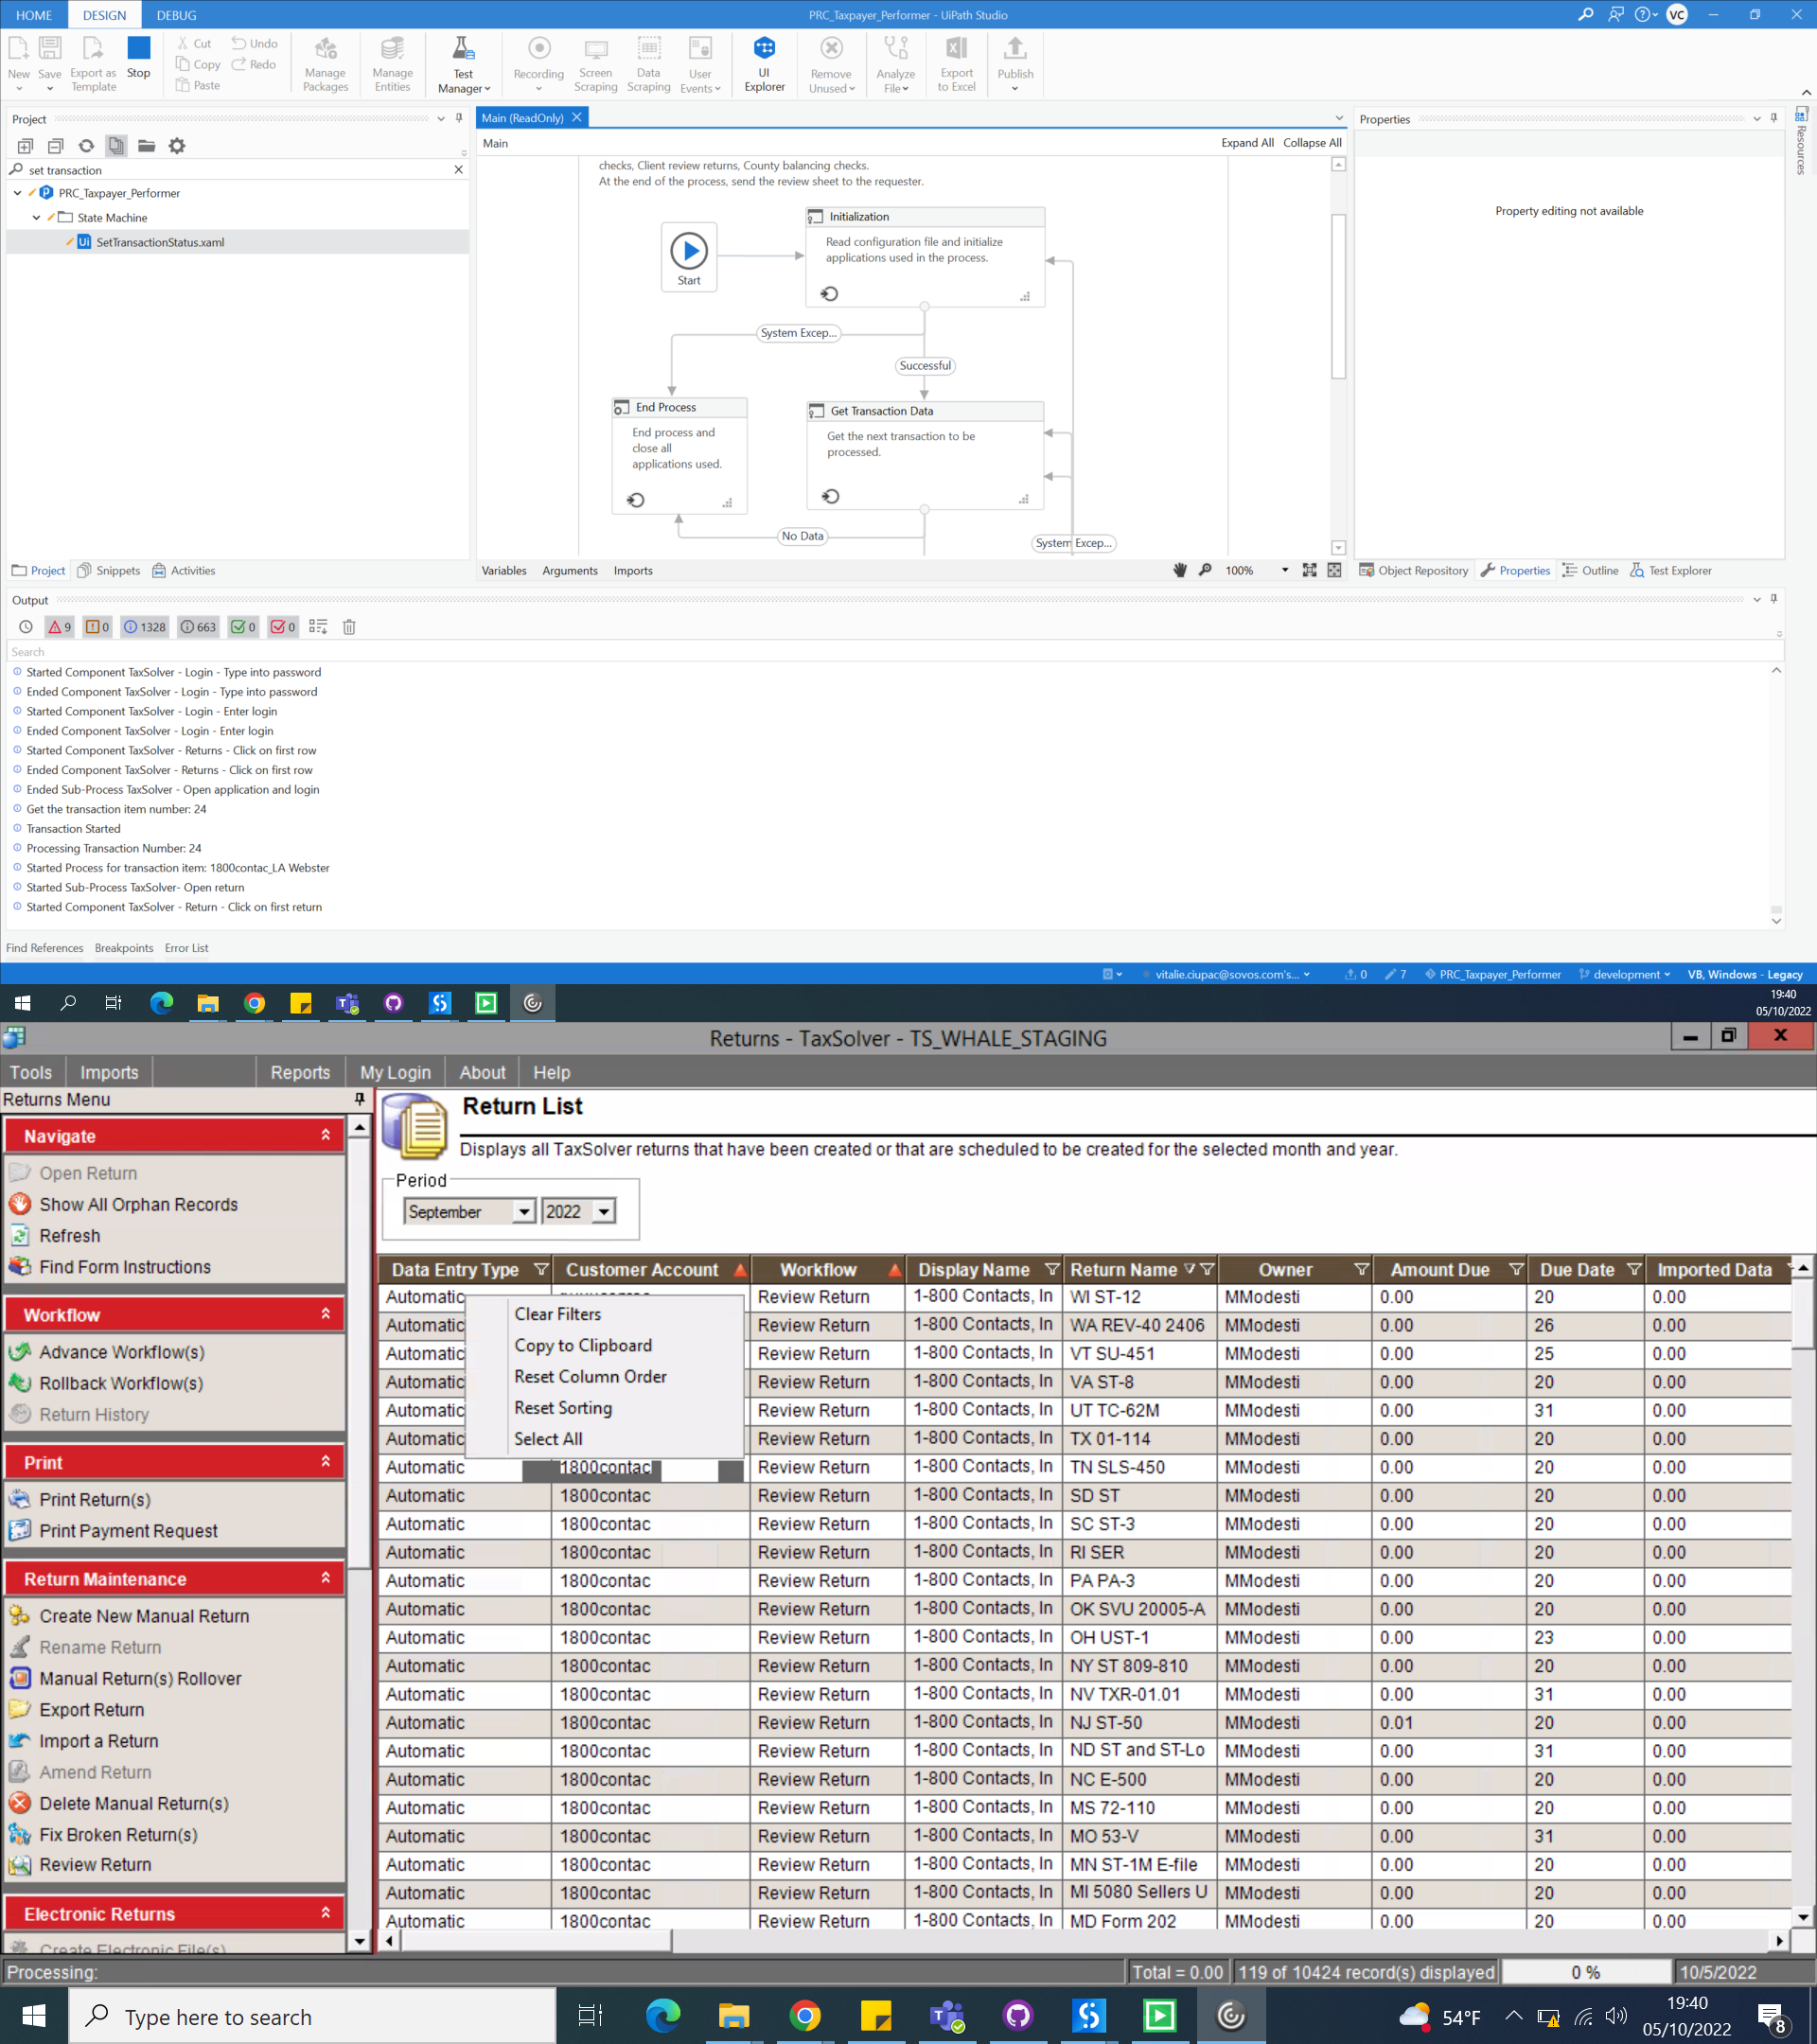 HOME DESIGN DEBUG PRC_Taxpayer_Performer - UiPath Studio VC
New Save Export as Template Stop Cut Copy Paste Undo Redo Manage Packages Manage Entities Test Manager Recording Screen Scraping Data Scraping User Events UI Explorer Remove Unused Analyze File Export to Excel Publish
Project
set transaction
PRC_Taxpayer_Performer
State Machine
SetTransactionStatus.xaml
Project Snippets Activities
Main (ReadOnly)
Main Expand All Collapse All
checks, Client review returns, County balancing checks.
At the end of the process, send the review sheet to the requester.
Start
Initialization
Read configuration file and initialize
applications used in the process.
System Excep...
Successful
End Process
End process and
close all
applications used.
Get Transaction Data
Get the next transaction to be
processed.
No Data
System Excep...
Variables Arguments Imports 100%
Properties
Property editing not available
Resources
Object Repository Properties Outline Test Explorer
Output
9 0 1328 663 0 0
Search
Started Component TaxSolver - Login - Type into password
Ended Component TaxSolver - Login - Type into password
Started Component TaxSolver - Login - Enter login
Ended Component TaxSolver - Login - Enter login
Started Component TaxSolver - Returns - Click on first row
Ended Component TaxSolver - Returns - Click on first row
Ended Sub-Process TaxSolver - Open application and login
Get the transaction item number: 24
Transaction Started
Processing Transaction Number: 24
Started Process for transaction item: 1800contac_LA Webster
Started Sub-Process TaxSolver- Open return
Started Component TaxSolver - Return - Click on first return
Find References Breakpoints Error List
vitalie.ciupac@sovos.com's... 0 7 PRC_Taxpayer_Performer development VB, Windows - Legacy
19:40
05/10/2022
Returns - TaxSolver - TS_WHALE_STAGING
Tools Imports Reports My Login About Help
Returns Menu
Navigate
Open Return
Show All Orphan Records
Refresh
Find Form Instructions
Workflow
Advance Workflow(s)
Rollback Workflow(s)
Return History
Print
Print Return(s)
Print Payment Request
Return Maintenance
Create New Manual Return
Rename Return
Manual Return(s) Rollover
Export Return
Import a Return
Amend Return
Delete Manual Return(s)
Fix Broken Return(s)
Review Return
Electronic Returns
Create Electronic File(s)
Return List
Displays all TaxSolver returns that have been created or that are scheduled to be created for the selected month and year.
Period
September 2022
Data Entry Type Customer Account Workflow Display Name Return Name Owner Amount Due Due Date Imported Data
Automatic Review Return 1-800 Contacts, In WI ST-12 MModesti 0.00 20 0.00
Automatic Review Return 1-800 Contacts, In WA REV-40 2406 MModesti 0.00 26 0.00
Automatic Review Return 1-800 Contacts, In VT SU-451 MModesti 0.00 25 0.00
Automatic Review Return 1-800 Contacts, In VA ST-8 MModesti 0.00 20 0.00
Automatic Review Return 1-800 Contacts, In UT TC-62M MModesti 0.00 31 0.00
Automatic Review Return 1-800 Contacts, In TX 01-114 MModesti 0.00 20 0.00
Automatic 1800contac Review Return 1-800 Contacts, In TN SLS-450 MModesti 0.00 20 0.00
Automatic 1800contac Review Return 1-800 Contacts, In SD ST MModesti 0.00 20 0.00
Automatic 1800contac Review Return 1-800 Contacts, In SC ST-3 MModesti 0.00 20 0.00
Automatic 1800contac Review Return 1-800 Contacts, In RI SER MModesti 0.00 20 0.00
Automatic 1800contac Review Return 1-800 Contacts, In PA PA-3 MModesti 0.00 20 0.00
Automatic 1800contac Review Return 1-800 Contacts, In OK SVU 20005-A MModesti 0.00 20 0.00
Automatic 1800contac Review Return 1-800 Contacts, In OH UST-1 MModesti 0.00 23 0.00
Automatic 1800contac Review Return 1-800 Contacts, In NY ST 809-810 MModesti 0.00 20 0.00
Automatic 1800contac Review Return 1-800 Contacts, In NV TXR-01.01 MModesti 0.00 31 0.00
Automatic 1800contac Review Return 1-800 Contacts, In NJ ST-50 MModesti 0.01 20 0.00
Automatic 1800contac Review Return 1-800 Contacts, In ND ST and ST-Lo MModesti 0.00 31 0.00
Automatic 1800contac Review Return 1-800 Contacts, In NC E-500 MModesti 0.00 20 0.00
Automatic 1800contac Review Return 1-800 Contacts, In MS 72-110 MModesti 0.00 20 0.00
Automatic 1800contac Review Return 1-800 Contacts, In MO 53-V MModesti 0.00 31 0.00
Automatic 1800contac Review Return 1-800 Contacts, In MN ST-1M E-file MModesti 0.00 20 0.00
Automatic 1800contac Review Return 1-800 Contacts, In MI 5080 Sellers U MModesti 0.00 20 0.00
Automatic 1800contac Review Return 1-800 Contacts, In MD Form 202 MModesti 0.00 20 0.00
Clear Filters
Copy to Clipboard
Reset Column Order
Reset Sorting
Select All
Processing: Total = 0.00 119 of 10424 record(s) displayed 0 % 10/5/2022
Type here to search 54°F 19:40
05/10/2022 8